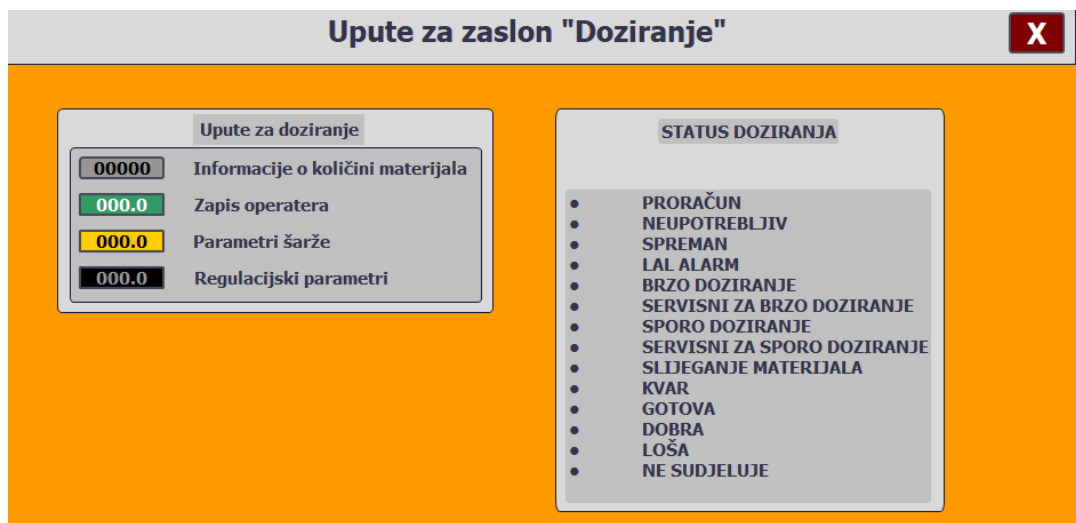 Upute za zaslon "Doziranje"
X
Upute za doziranje
00000 Informacije o količini materijala
000.0 Zapis operatera
000.0 Parametri šarže
000.0 Regulacijski parametri
STATUS DOZIRANJA
● PRORAČUN
● NEUPOTREBLJIV
● SPREMAN
● LAL ALARM
● BRZO DOZIRANJE
● SERVISNI ZA BRZO DOZIRANJE
● SPORO DOZIRANJE
● SERVISNI ZA SPORO DOZIRANJE
● SLIJEGANJE MATERIJALA
● KVAR
● GOTOVA
● DOBRA
● LOŠA
● NE SUDJELUJE